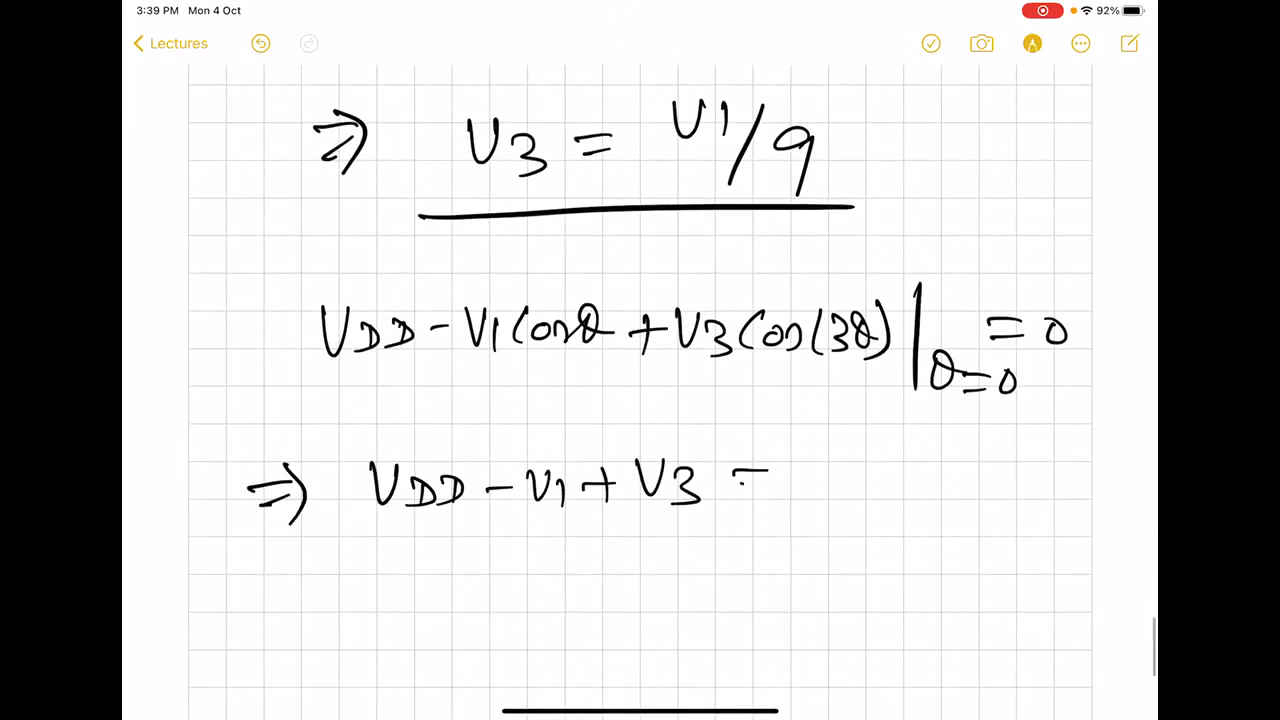 3:39 PM Mon 4 Oct 92%
Lectures
⇒ V3 = V1/9
VDD - V1 Cosθ + V3 Cos(3θ) |θ=0 = 0
⇒ VDD - V1 + V3 =